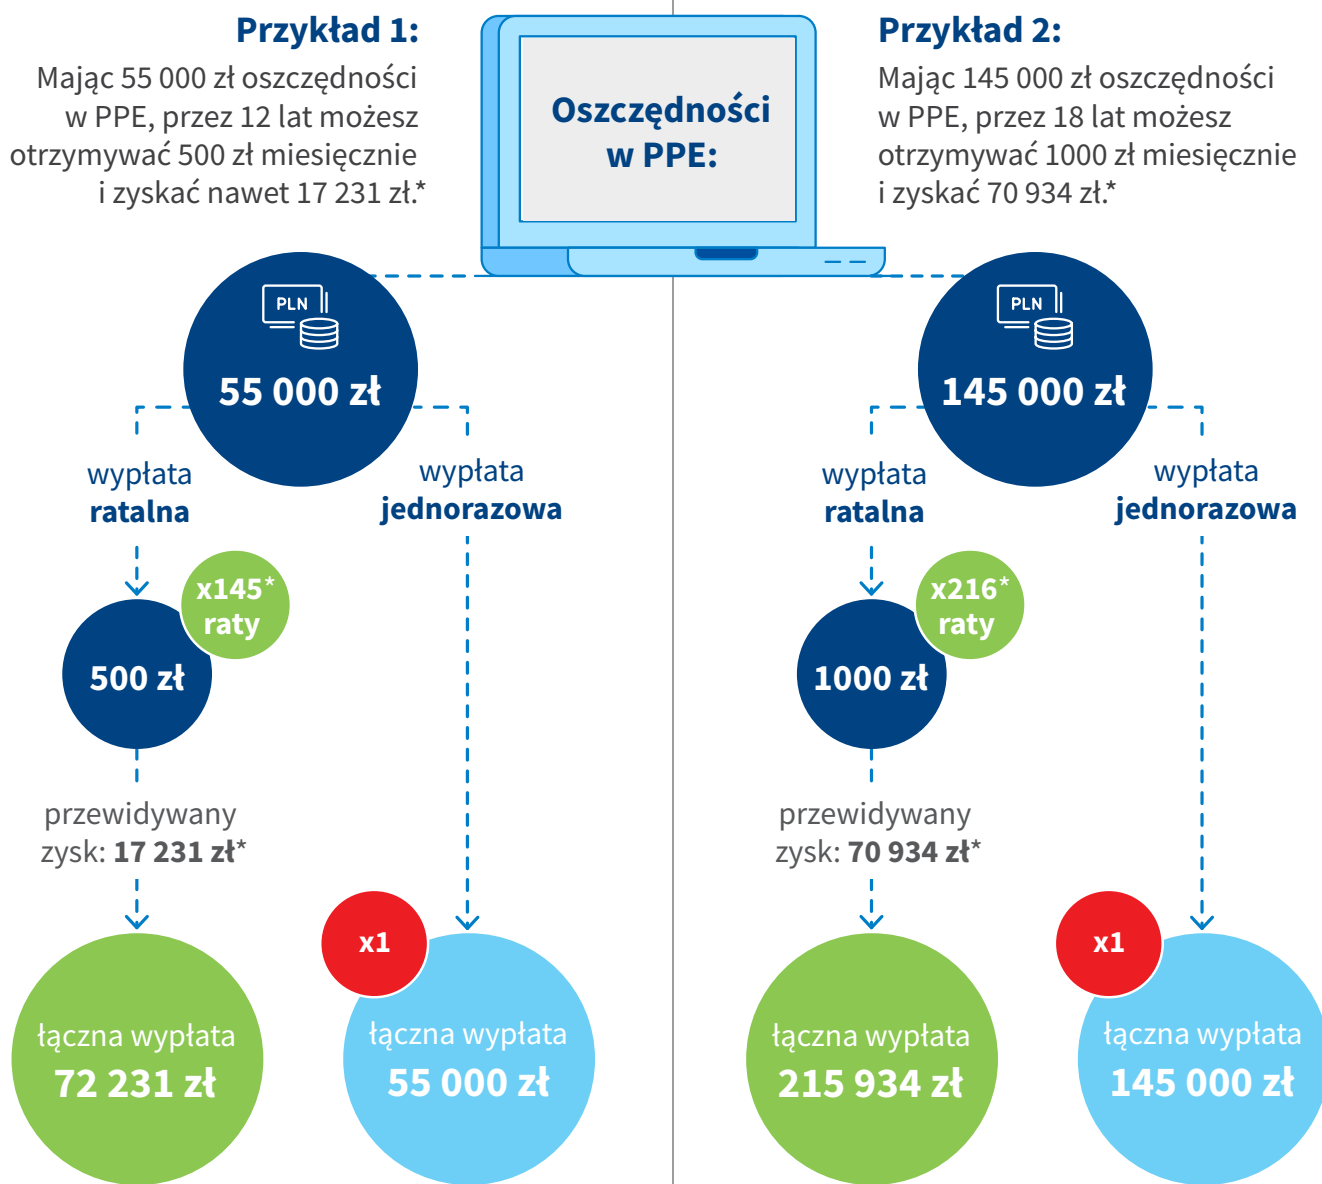 Przykład 1:
Mając 55 000 zł oszczędności
w PPE, przez 12 lat możesz
otrzymywać 500 zł miesięcznie
i zyskać nawet 17 231 zł.*
Oszczędności
w PPE:
Przykład 2:
Mając 145 000 zł oszczędności
w PPE, przez 18 lat możesz
otrzymywać 1000 zł miesięcznie
i zyskać 70 934 zł.*
PLN
55 000 zł
wypłata
ratalna
wypłata
jednorazowa
x145*
raty
500 zł
przewidywany
zysk: 17 231 zł*
łączna wypłata
72 231 zł
x1
łączna wypłata
55 000 zł
PLN
145 000 zł
wypłata
ratalna
wypłata
jednorazowa
x216*
raty
1000 zł
przewidywany
zysk: 70 934 zł*
łączna wypłata
215 934 zł
x1
łączna wypłata
145 000 zł